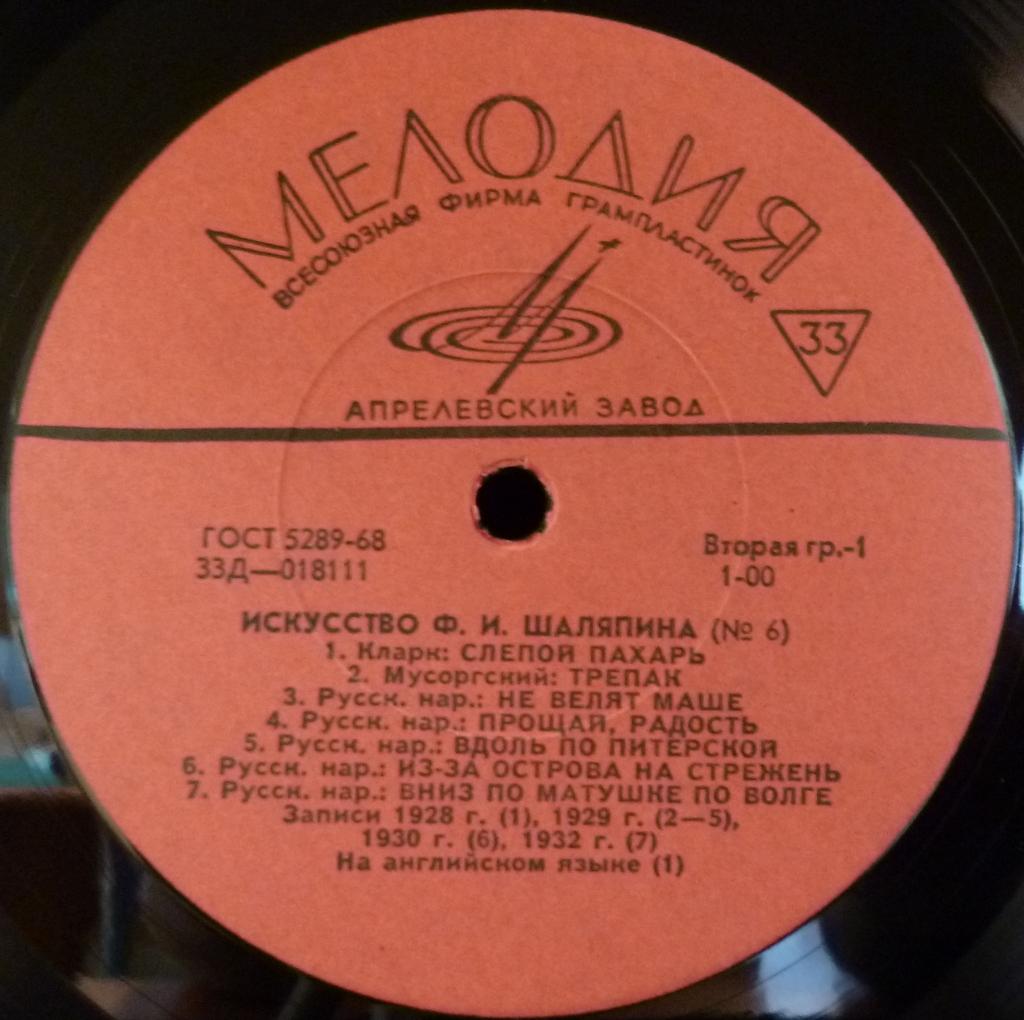 МЕЛОДИЯ
ВСЕСОЮЗНАЯ ФИРМА ГРАМПЛАСТИНОК
33
АПРЕЛЕВСКИЙ ЗАВОД
ГОСТ 5289-68
Вторая гр.-1
33Д—018111
1-00
ИСКУССТВО Ф. И. ШАЛЯПИНА (№ 6)
1. Кларк: СЛЕПОЙ ПАХАРЬ
2. Мусоргский: ТРЕПАК
3. Русск. нар.: НЕ ВЕЛЯТ МАШЕ
4. Русск. нар.: ПРОЩАЙ, РАДОСТЬ
5. Русск. нар.: ВДОЛЬ ПО ПИТЕРСКОЙ
6. Русск. нар.: ИЗ-ЗА ОСТРОВА НА СТРЕЖЕНЬ
7. Русск. нар.: ВНИЗ ПО МАТУШКЕ ПО ВОЛГЕ
Записи 1928 г. (1), 1929 г. (2—5),
1930 г. (6), 1932 г. (7)
На английском языке (1)